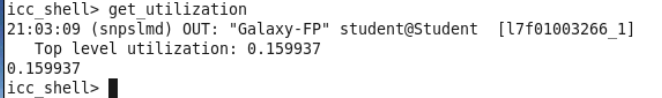 icc_shell> get_utilization
21:03:09 (snpslmd) OUT: "Galaxy-FP" student@Student  [l7f01003266_1]
   Top level utilization: 0.159937
0.159937
icc_shell>